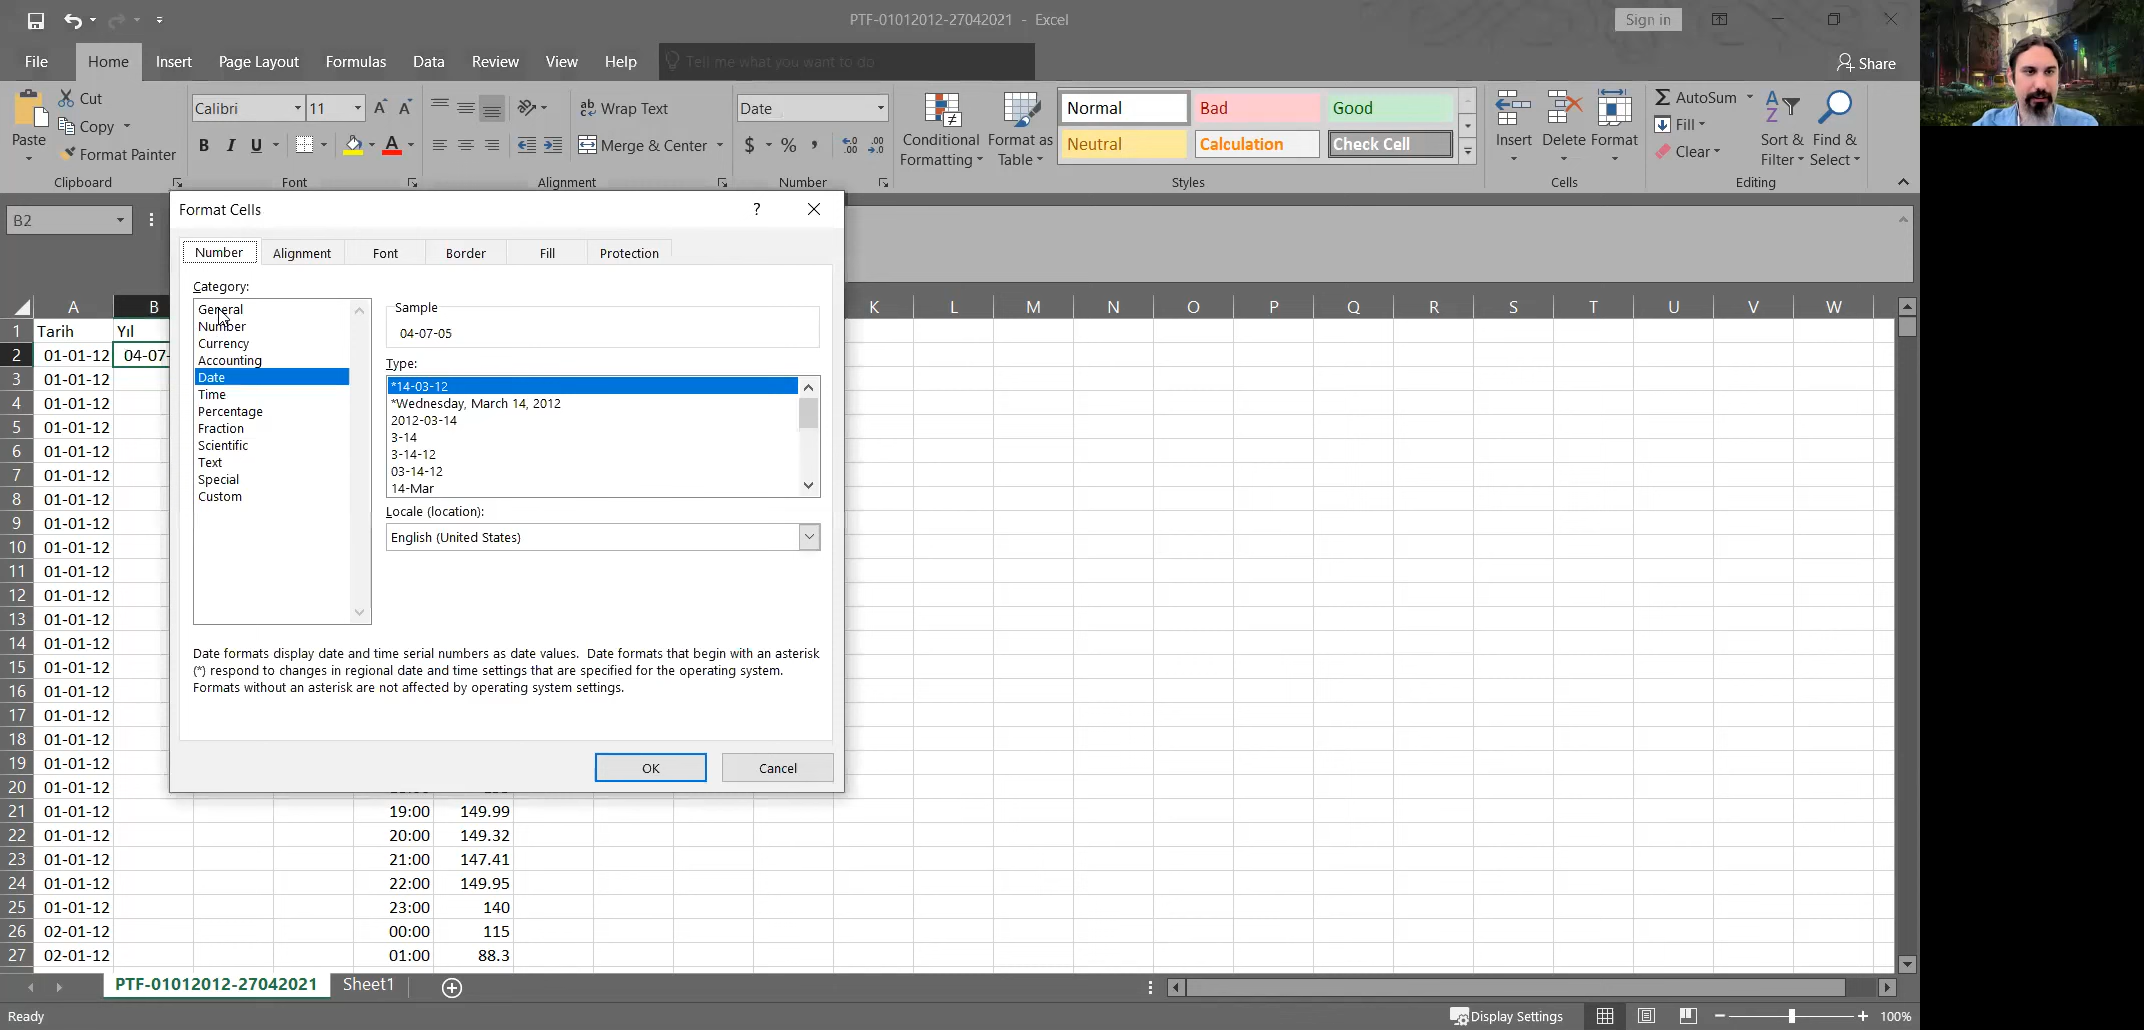 PTF-01012012-27042021 - Excel
Sign in
File Home Insert Page Layout Formulas Data Review View Help Tell me what you want to do Share
Paste
Cut
Copy
Format Painter
Clipboard
Calibri 11
B I U A
Font
Wrap Text
Merge & Center
Alignment
Date
$ % ,
Number
Conditional Formatting
Format as Table
Normal Bad Good
Neutral Calculation Check Cell
Styles
Insert Delete Format
Cells
AutoSum
Fill
Clear
Sort & Filter
Find & Select
Editing
B2
Format Cells ?
Number Alignment Font Border Fill Protection
Category:
General
Number
Currency
Accounting
Date
Time
Percentage
Fraction
Scientific
Text
Special
Custom
Sample
04-07-05
Type:
*14-03-12
*Wednesday, March 14, 2012
2012-03-14
3-14
3-14-12
03-14-12
14-Mar
Locale (location):
English (United States)
Date formats display date and time serial numbers as date values. Date formats that begin with an asterisk
(*) respond to changes in regional date and time settings that are specified for the operating system.
Formats without an asterisk are not affected by operating system settings.
OK Cancel
A B K L M N O P Q R S T U V W
1 Tarih Yıl
2 01-01-12 04-07-
3 01-01-12
4 01-01-12
5 01-01-12
6 01-01-12
7 01-01-12
8 01-01-12
9 01-01-12
10 01-01-12
11 01-01-12
12 01-01-12
13 01-01-12
14 01-01-12
15 01-01-12
16 01-01-12
17 01-01-12
18 01-01-12
19 01-01-12
20 01-01-12
21 01-01-12 19:00 149.99
22 01-01-12 20:00 149.32
23 01-01-12 21:00 147.41
24 01-01-12 22:00 149.95
25 01-01-12 23:00 140
26 02-01-12 00:00 115
27 02-01-12 01:00 88.3
PTF-01012012-27042021 Sheet1
Ready
Display Settings
100%